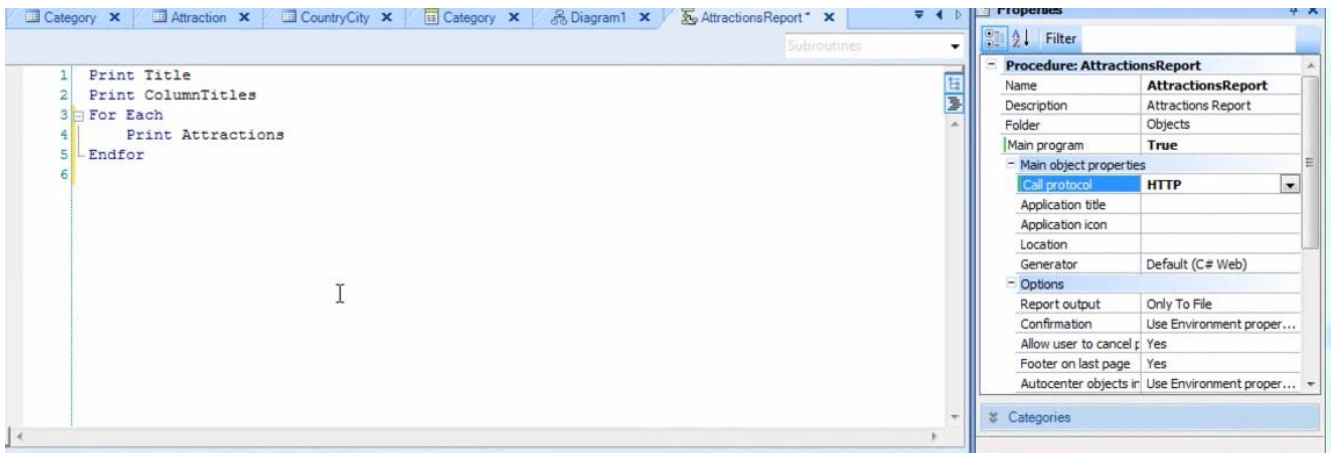 Category
Attraction
CountryCity
Category
Diagram1
AttractionsReport *
Subroutines
1 Print Title
2 Print ColumnTitles
3 For Each
4 Print Attractions
5 Endfor
6
Properties
Filter
Procedure: AttractionsReport
Name AttractionsReport
Description Attractions Report
Folder Objects
Main program True
Main object properties
Call protocol HTTP
Application title
Application icon
Location
Generator Default (C# Web)
Options
Report output Only To File
Confirmation Use Environment proper...
Allow user to cancel p Yes
Footer on last page Yes
Autocenter objects ir Use Environment proper...
Categories